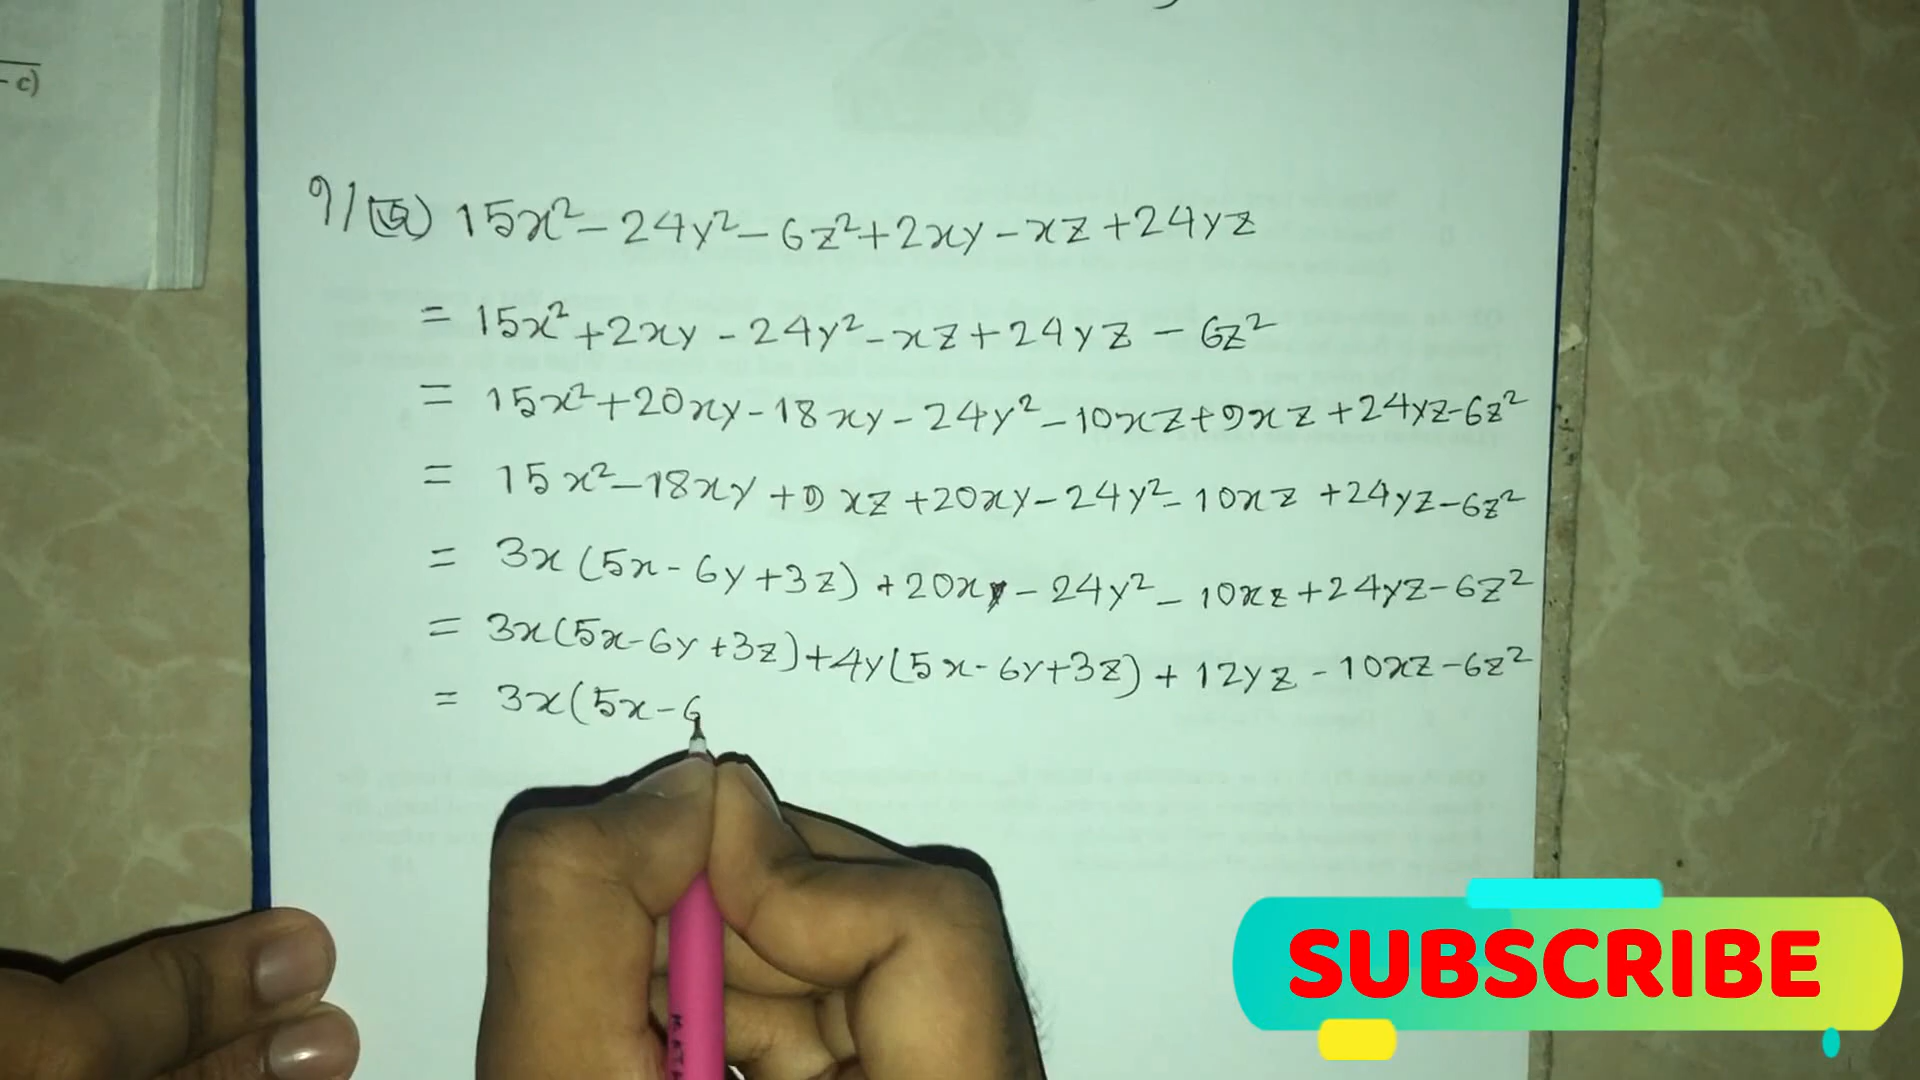 - c)
৭/(ঢ) 15x² - 24y² - 6z² + 2xy - xz + 24yz
= 15x² + 2xy - 24y² - xz + 24yz - 6z²
= 15x² + 20xy - 18xy - 24y² - 10xz + 9xz + 24yz - 6z²
= 15x² - 18xy + 9xz + 20xy - 24y² - 10xz + 24yz - 6z²
= 3x (5x - 6y + 3z) + 20xy - 24y² - 10xz + 24yz - 6z²
= 3x(5x - 6y + 3z) + 4y(5x - 6y + 3z) + 12yz - 10xz - 6z²
= 3x(5x - 6
SUBSCRIBE